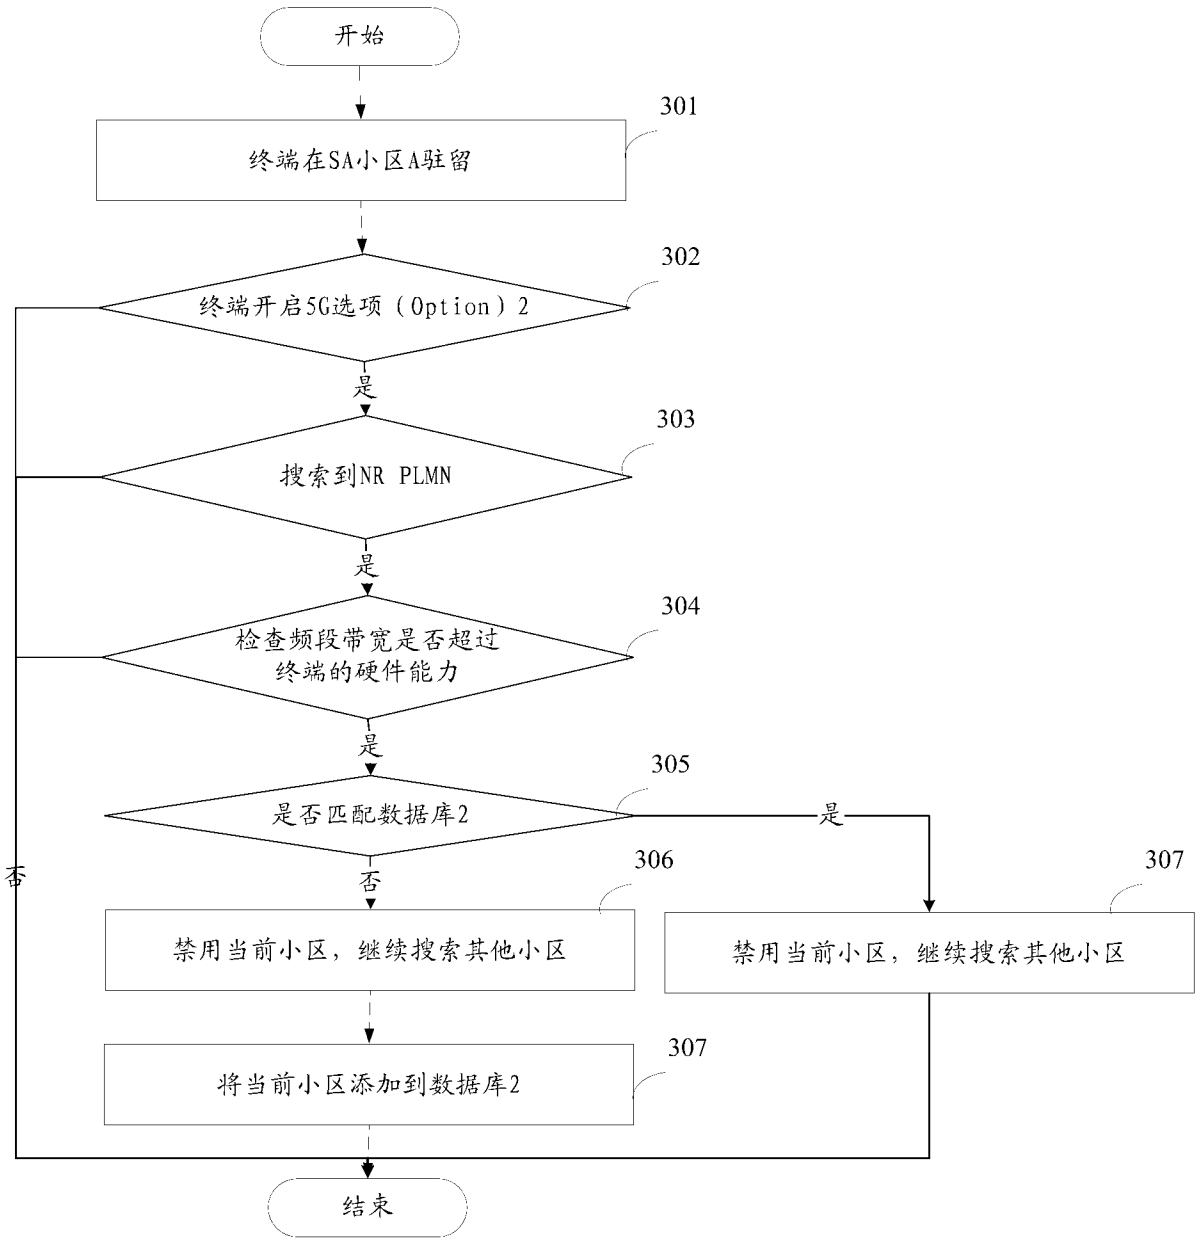 开始
301
终端在SA小区A驻留
302
终端开启5G选项（Option）2
是
303
搜索到NR PLMN
是
304
检查频段带宽是否超过
终端的硬件能力
是
305
是否匹配数据库2
是
否
否
306
307
禁用当前小区，继续搜索其他小区
禁用当前小区，继续搜索其他小区
307
将当前小区添加到数据库2
结束